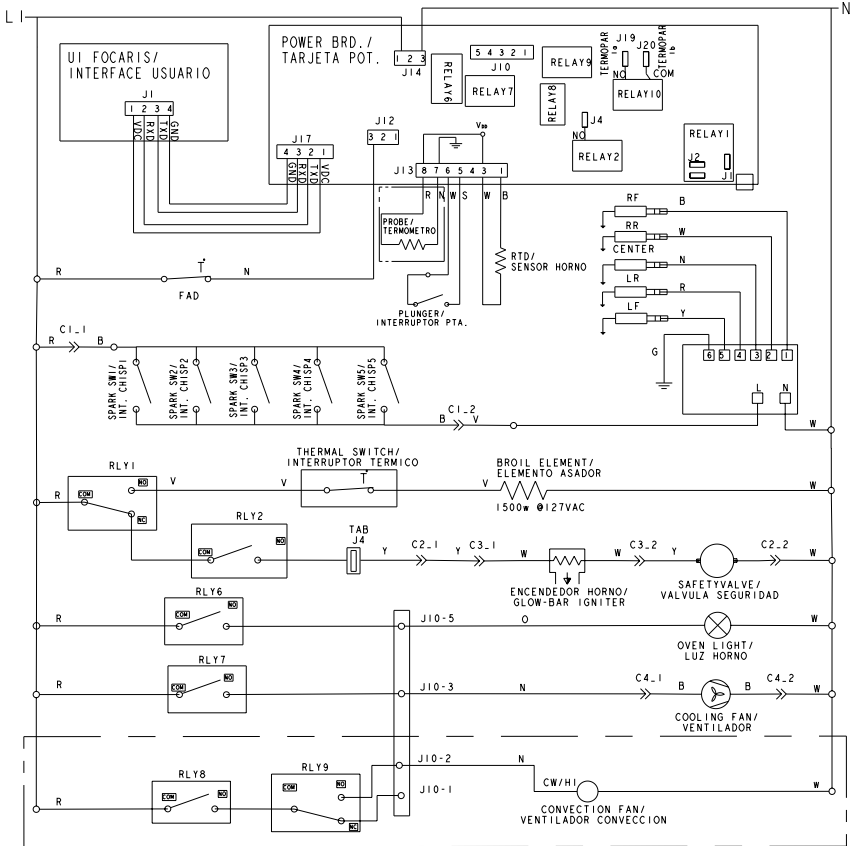 L1
N
UI FOCARIS/
INTERFACE USUARIO
J1
1 2 3 4
VDC
RXD
TXD
GND
POWER BRD./
TARJETA POT.
1 2 3
J14
RELAY6
5 4 3 2 1
J10
RELAY7
RELAY9
RELAY8
TERMOPAR
1a
J19
J20
TERMOPAR
1b
NO
COM
RELAY10
J4
NO
RELAY2
RELAY1
J2
J1
J17
4 3 2 1
GND
RXD
TXD
VDC
J12
3 2 1
VDD
J13
8 7 6 5 4 3 1
R N W S W B
PROBE/
TERMOMETRO
RTD/
SENSOR HORNO
PLUNGER/
INTERRUPTOR PTA.
R
T
N
FAD
RF
B
RR
W
CENTER
N
LR
R
LF
Y
G
6 5 4 3 2 1
L N
W
R
C1_1
B
SPARK SW1/
INT. CHISP1
SPARK SW2/
INT. CHISP2
SPARK SW3/
INT. CHISP3
SPARK SW4/
INT. CHISP4
SPARK SW5/
INT. CHISP5
C1_2
B
V
RLY1
R
COM
NO
NC
V
V
THERMAL SWITCH/
INTERRUPTOR TERMICO
T
V
BROIL ELEMENT/
ELEMENTO ASADOR
1500w @127VAC
W
RLY2
COM
NO
TAB
J4
Y
C2_1
Y
C3_1
W
ENCENDEDOR HORNO/
GLOW-BAR IGNITER
W
C3_2
Y
SAFETYVALVE/
VALVULA SEGURIDAD
C2_2
W
RLY6
R
COM
NO
J10-5
O
OVEN LIGHT/
LUZ HORNO
W
RLY7
R
COM
NO
J10-3
N
C4_1
B
COOLING FAN/
VENTILADOR
B
C4_2
W
RLY8
R
COM
NO
RLY9
COM
NO
NC
J10-2
J10-1
N
CW/HI
CONVECTION FAN/
VENTILADOR CONVECCION
W